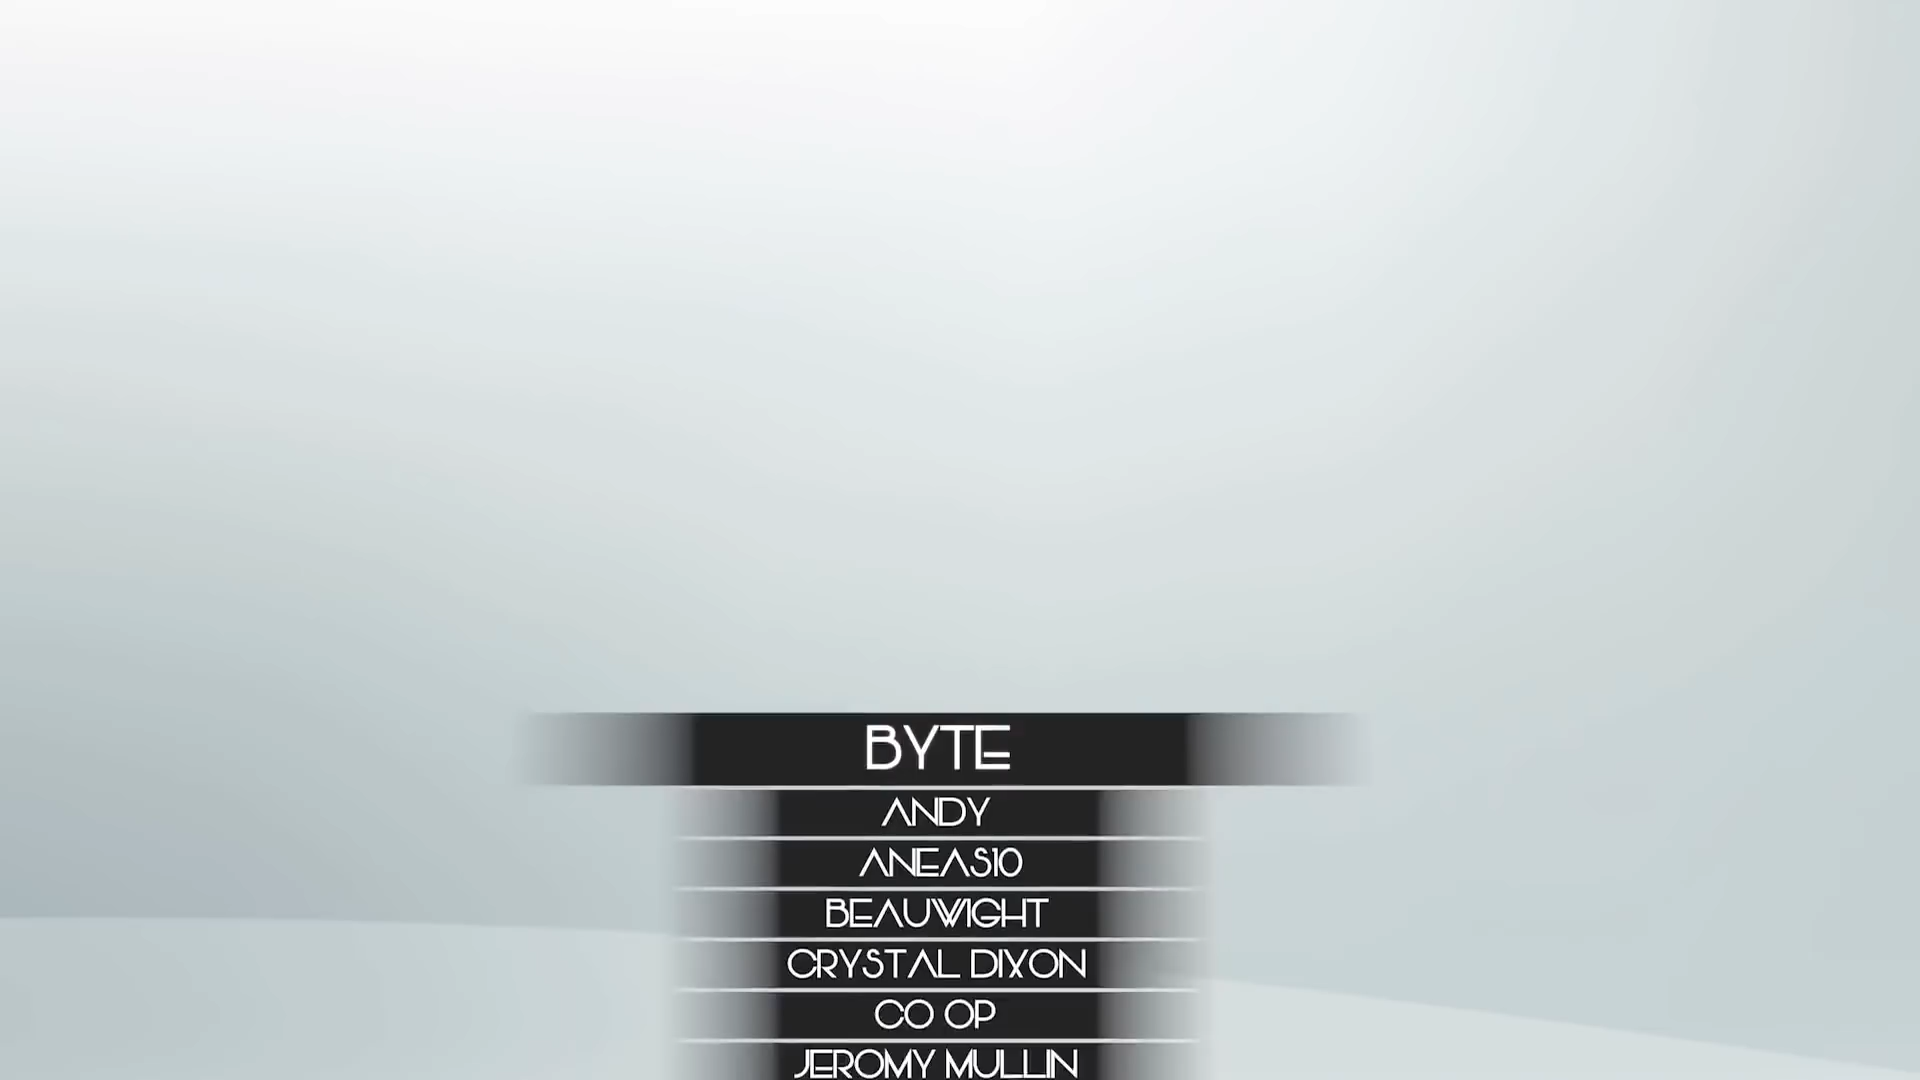 BYTE
ANDY
ANEAS10
BEAUWIGHT
CRYSTAL DIXON
CO OP
JEROMY MULLIN